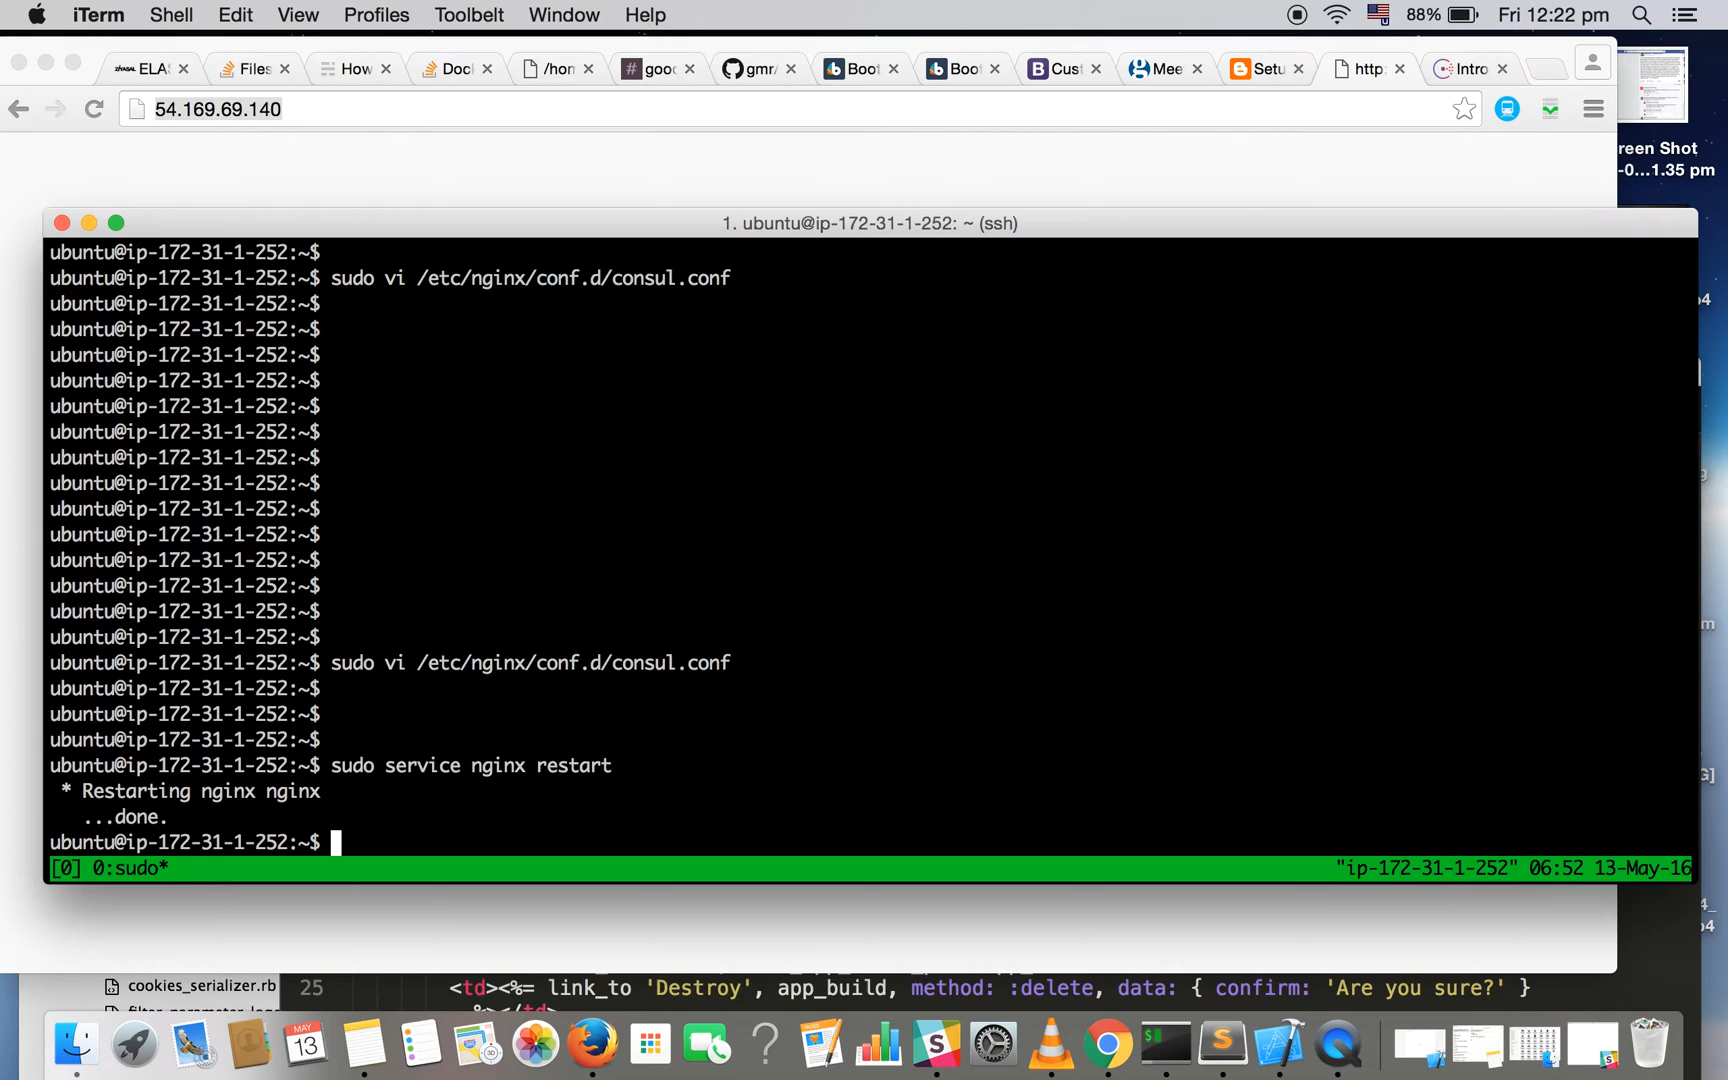 iTerm Shell Edit View Profiles Toolbelt Window Help 88% Fri 12:22 pm
ELA Files How Docl /hor # good gmr/ Boot Boot Cust Mee Setu http: Intro
54.169.69.140
reen Shot
-0...1.35 pm
1. ubuntu@ip-172-31-1-252: ~ (ssh)
ubuntu@ip-172-31-1-252:~$
ubuntu@ip-172-31-1-252:~$ sudo vi /etc/nginx/conf.d/consul.conf
ubuntu@ip-172-31-1-252:~$
ubuntu@ip-172-31-1-252:~$
ubuntu@ip-172-31-1-252:~$
ubuntu@ip-172-31-1-252:~$
ubuntu@ip-172-31-1-252:~$
ubuntu@ip-172-31-1-252:~$
ubuntu@ip-172-31-1-252:~$
ubuntu@ip-172-31-1-252:~$
ubuntu@ip-172-31-1-252:~$
ubuntu@ip-172-31-1-252:~$
ubuntu@ip-172-31-1-252:~$
ubuntu@ip-172-31-1-252:~$
ubuntu@ip-172-31-1-252:~$
ubuntu@ip-172-31-1-252:~$
ubuntu@ip-172-31-1-252:~$ sudo vi /etc/nginx/conf.d/consul.conf
ubuntu@ip-172-31-1-252:~$
ubuntu@ip-172-31-1-252:~$
ubuntu@ip-172-31-1-252:~$
ubuntu@ip-172-31-1-252:~$ sudo service nginx restart
* Restarting nginx nginx
...done.
ubuntu@ip-172-31-1-252:~$
[0] 0:sudo* "ip-172-31-1-252" 06:52 13-May-16
cookies_serializer.rb 25 <td><%= link_to 'Destroy', app_build, method: :delete, data: { confirm: 'Are you sure?' }
MAY
13